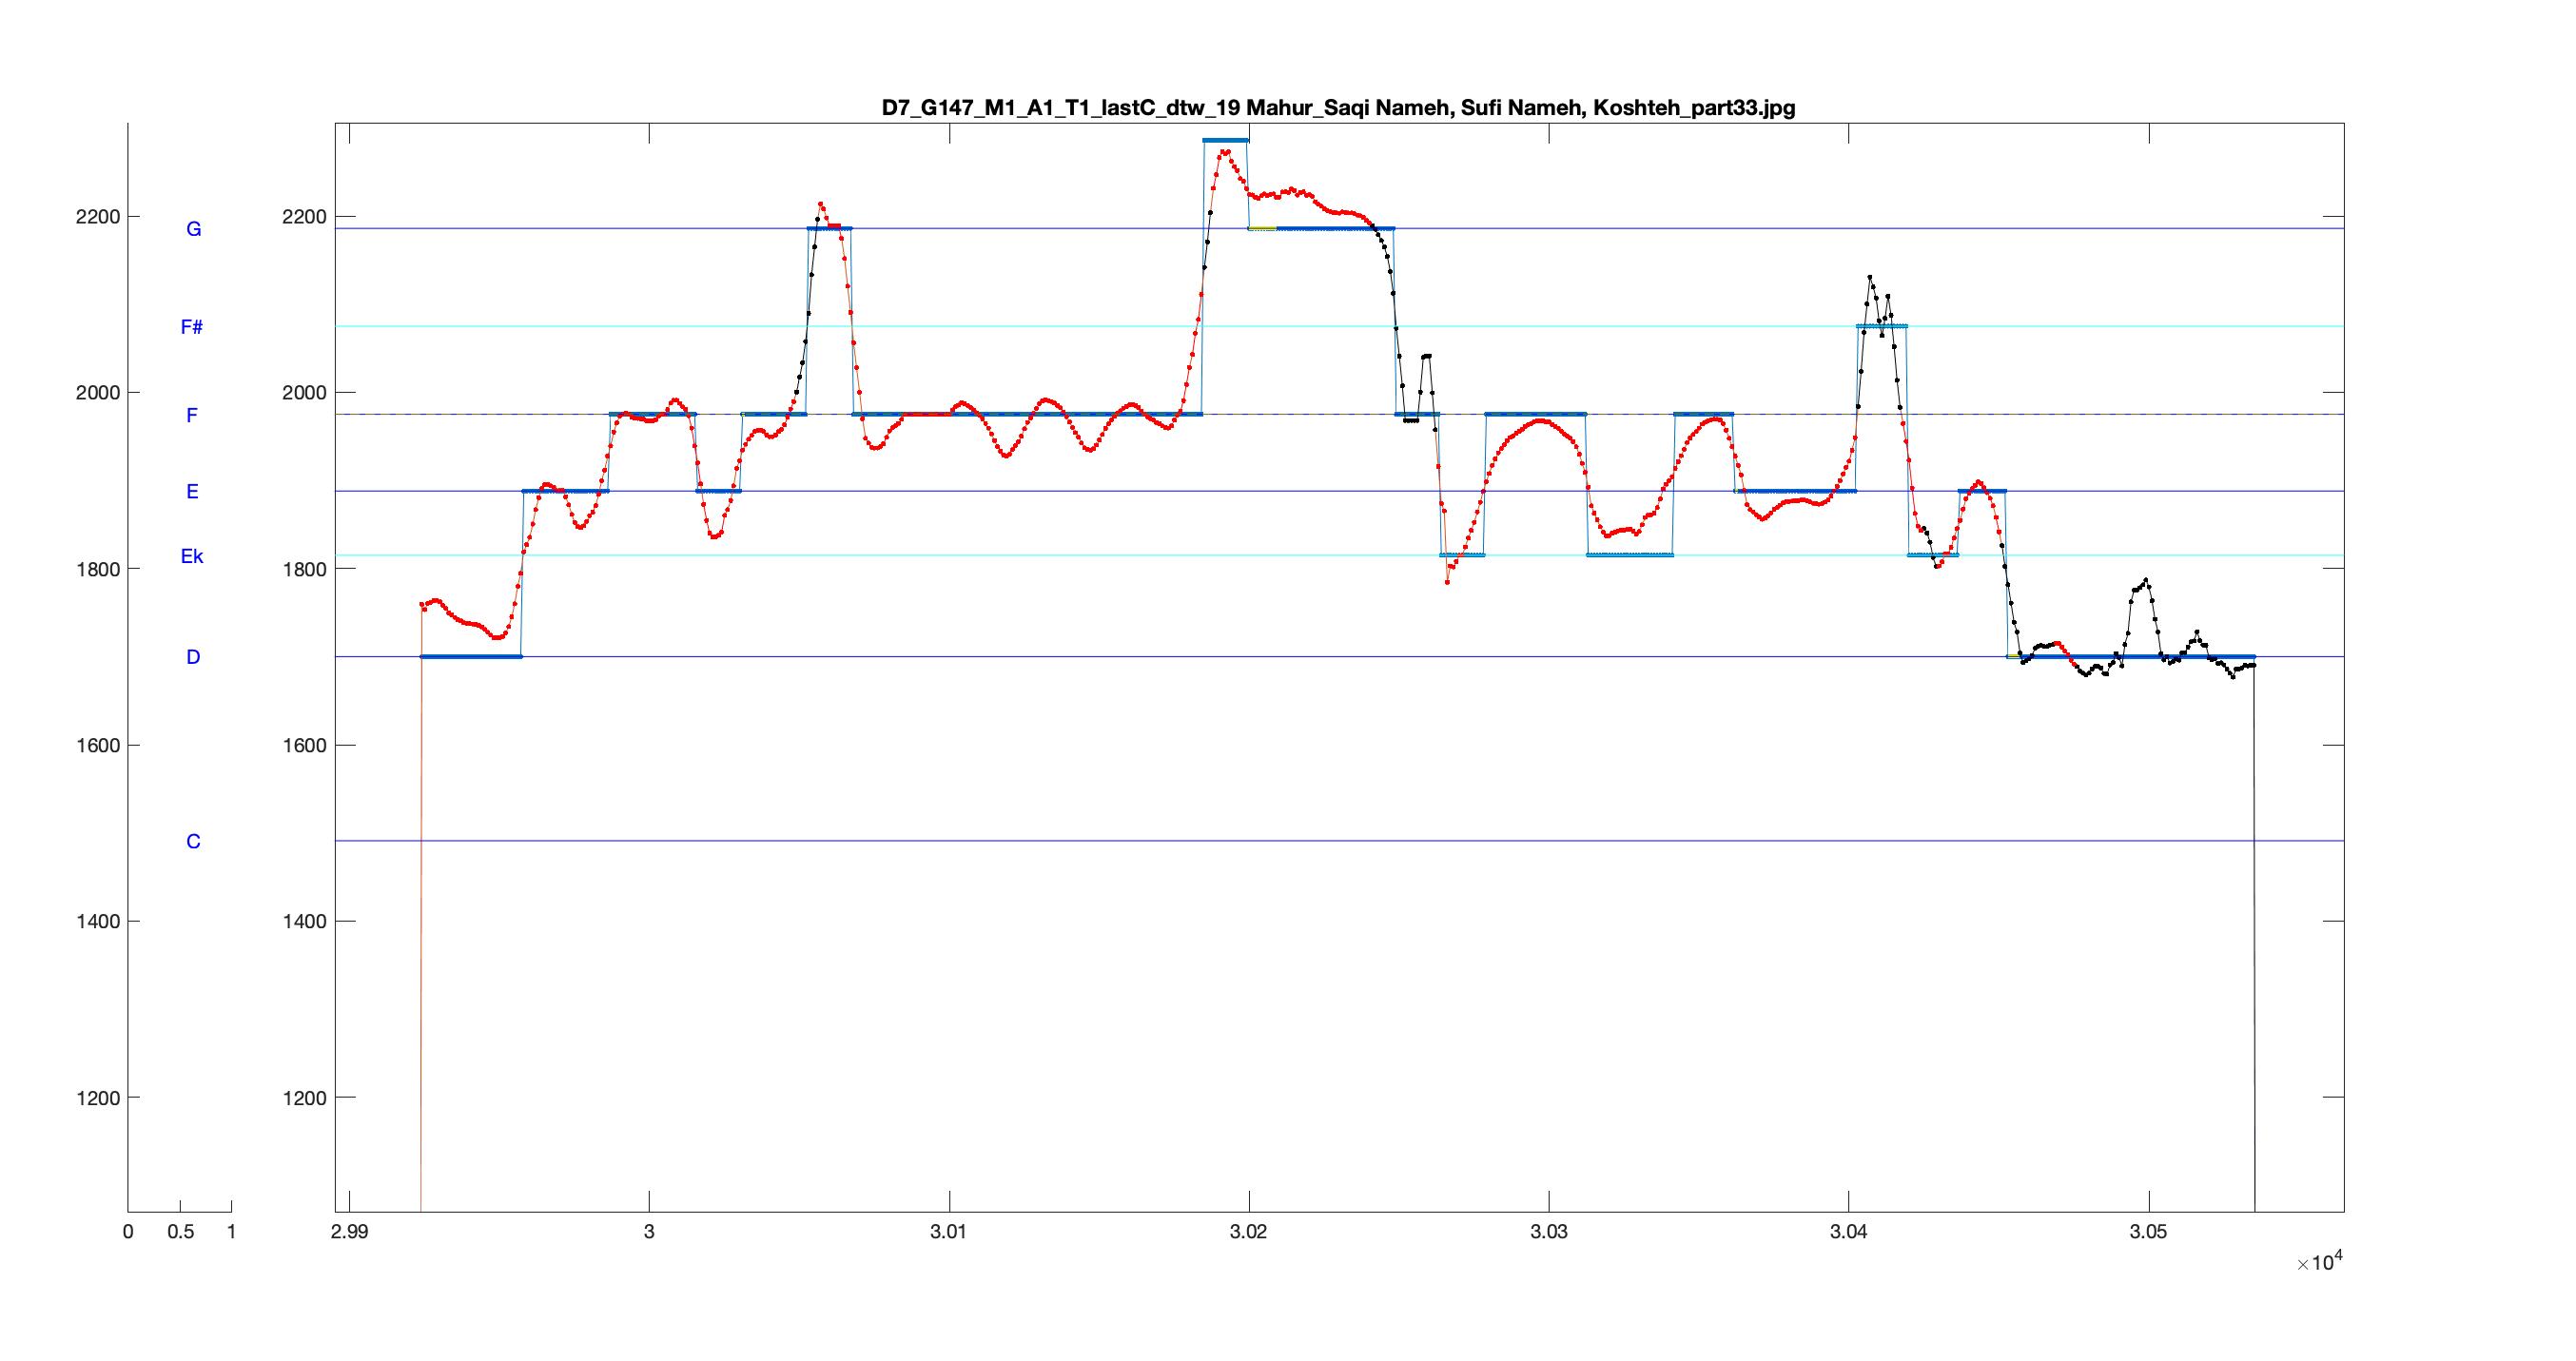 D7_G147_M1_A1_T1_lastC_dtw_19 Mahur_Saqi Nameh, Sufi Nameh, Koshteh_part33.jpg
2200 G 2200
F#
2000 2000
F
E
Ek
1800 1800
D
1600 1600
C
1400 1400
1200 1200
0 0.5 1 2.99 3 3.01 3.02 3.03 3.04 3.05
×10⁴